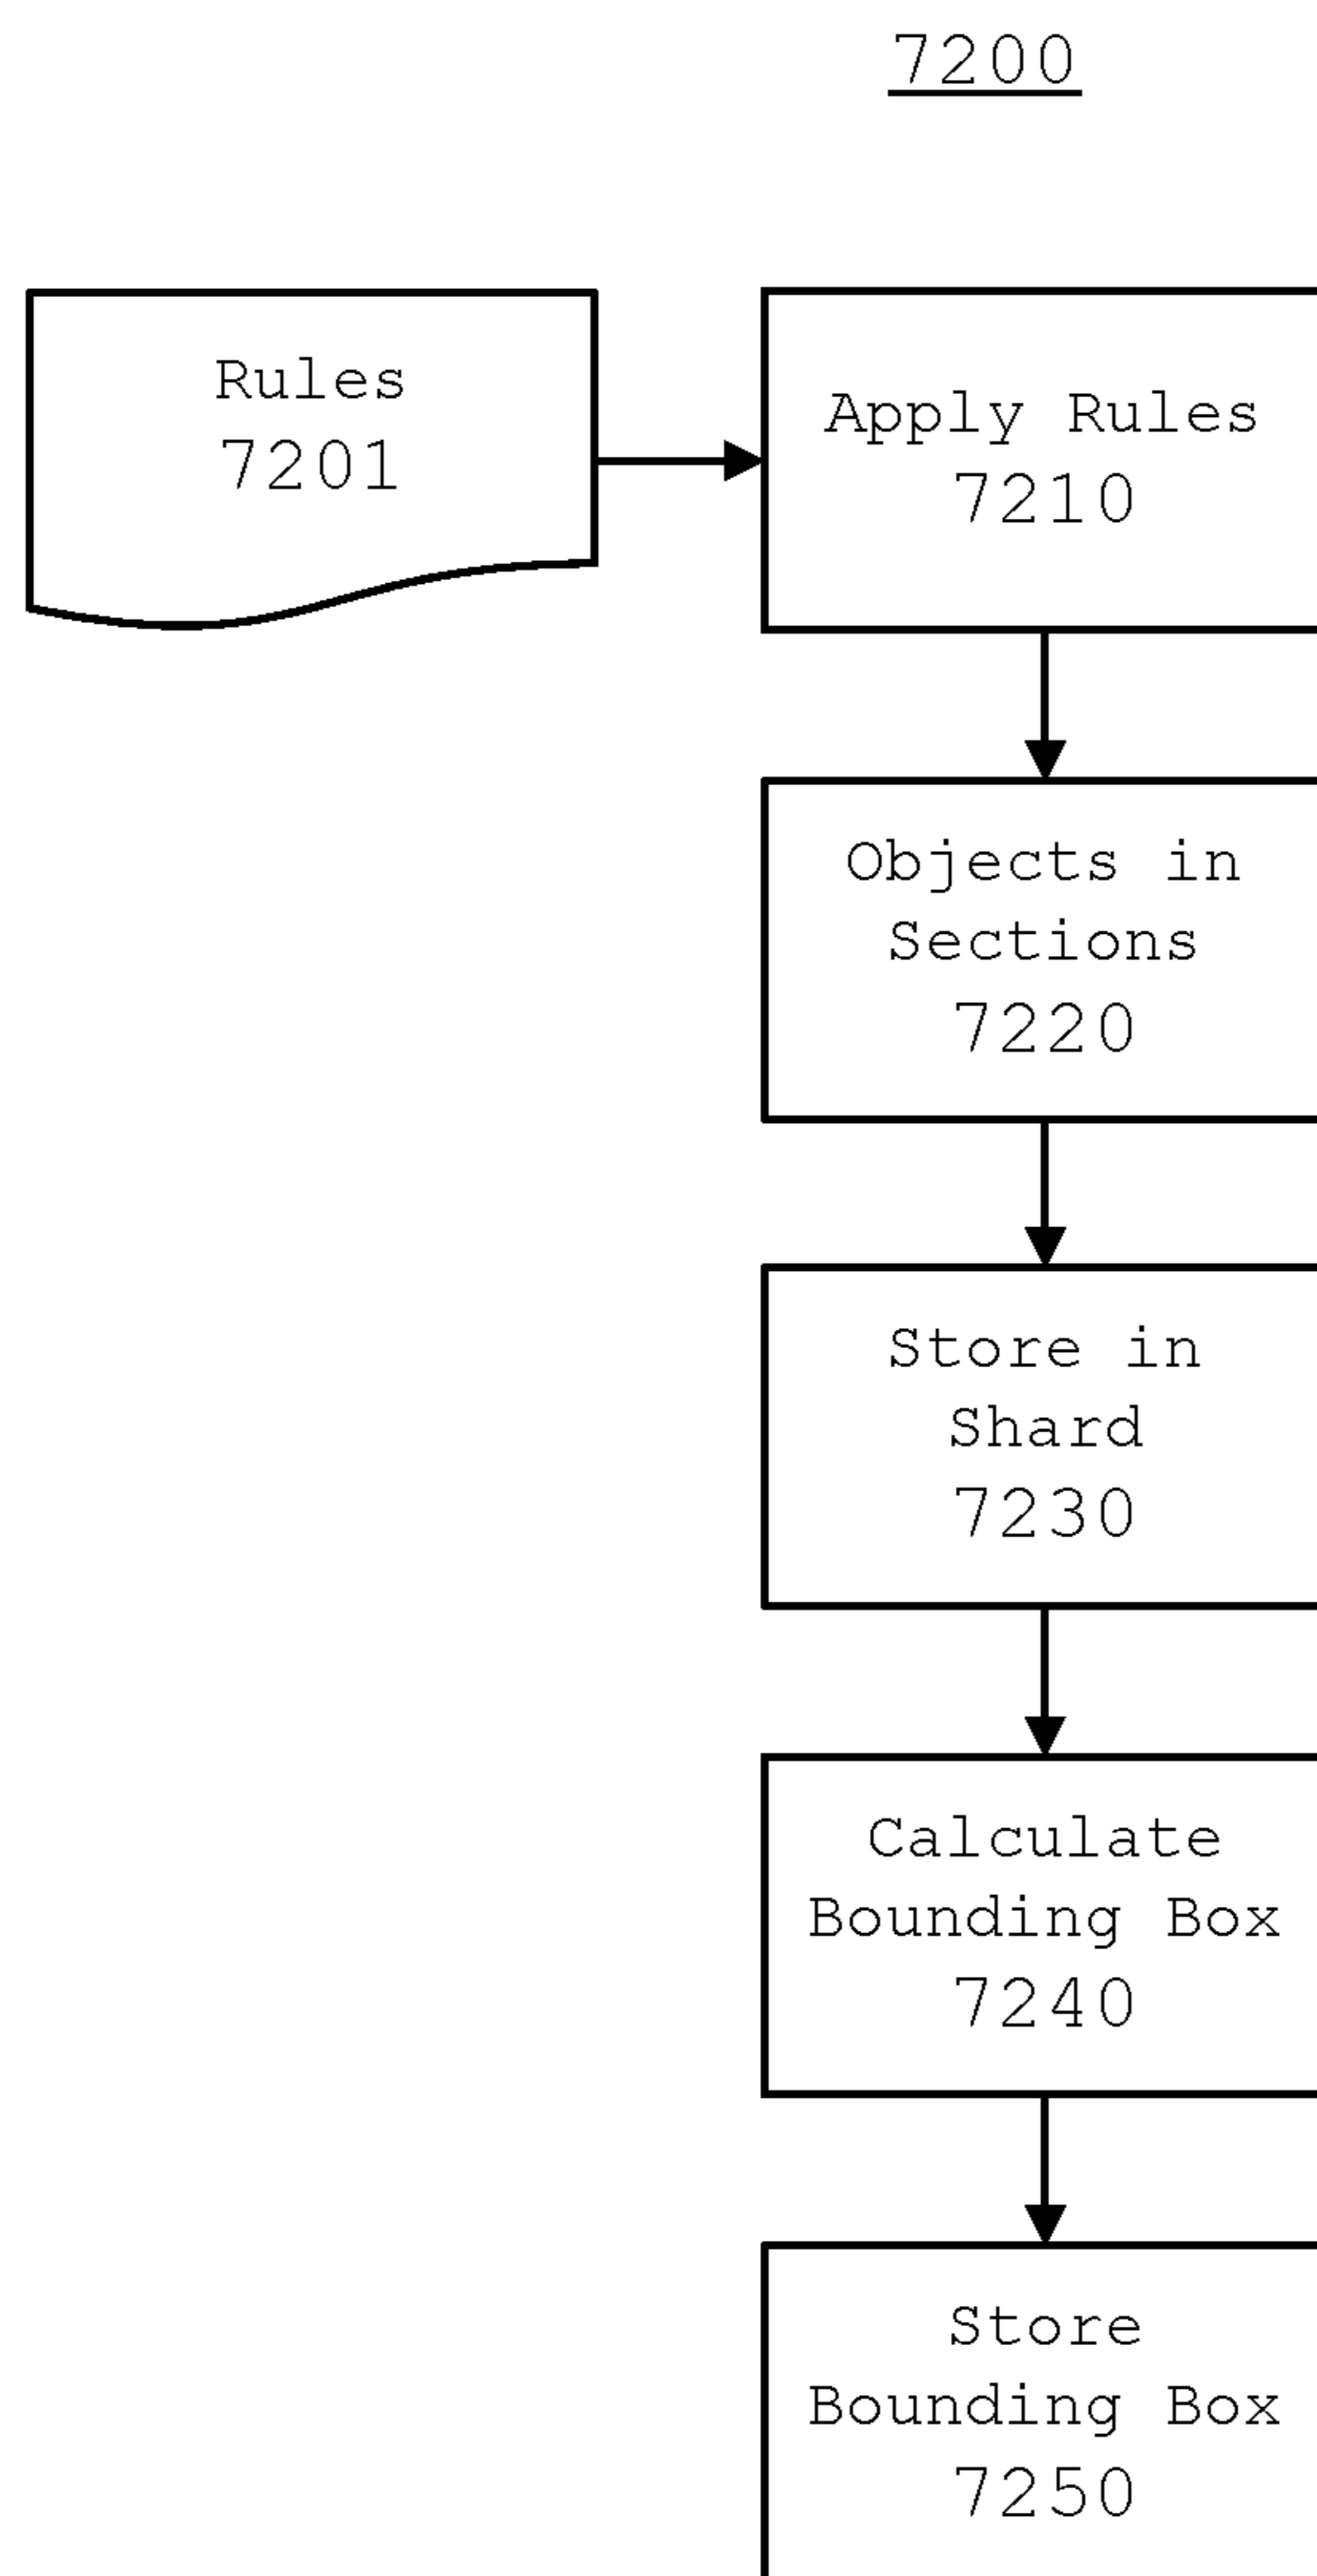 7200
Rules
7201
Apply Rules
7210
Objects in
Sections
7220
Store in
Shard
7230
Calculate
Bounding Box
7240
Store
Bounding Box
7250